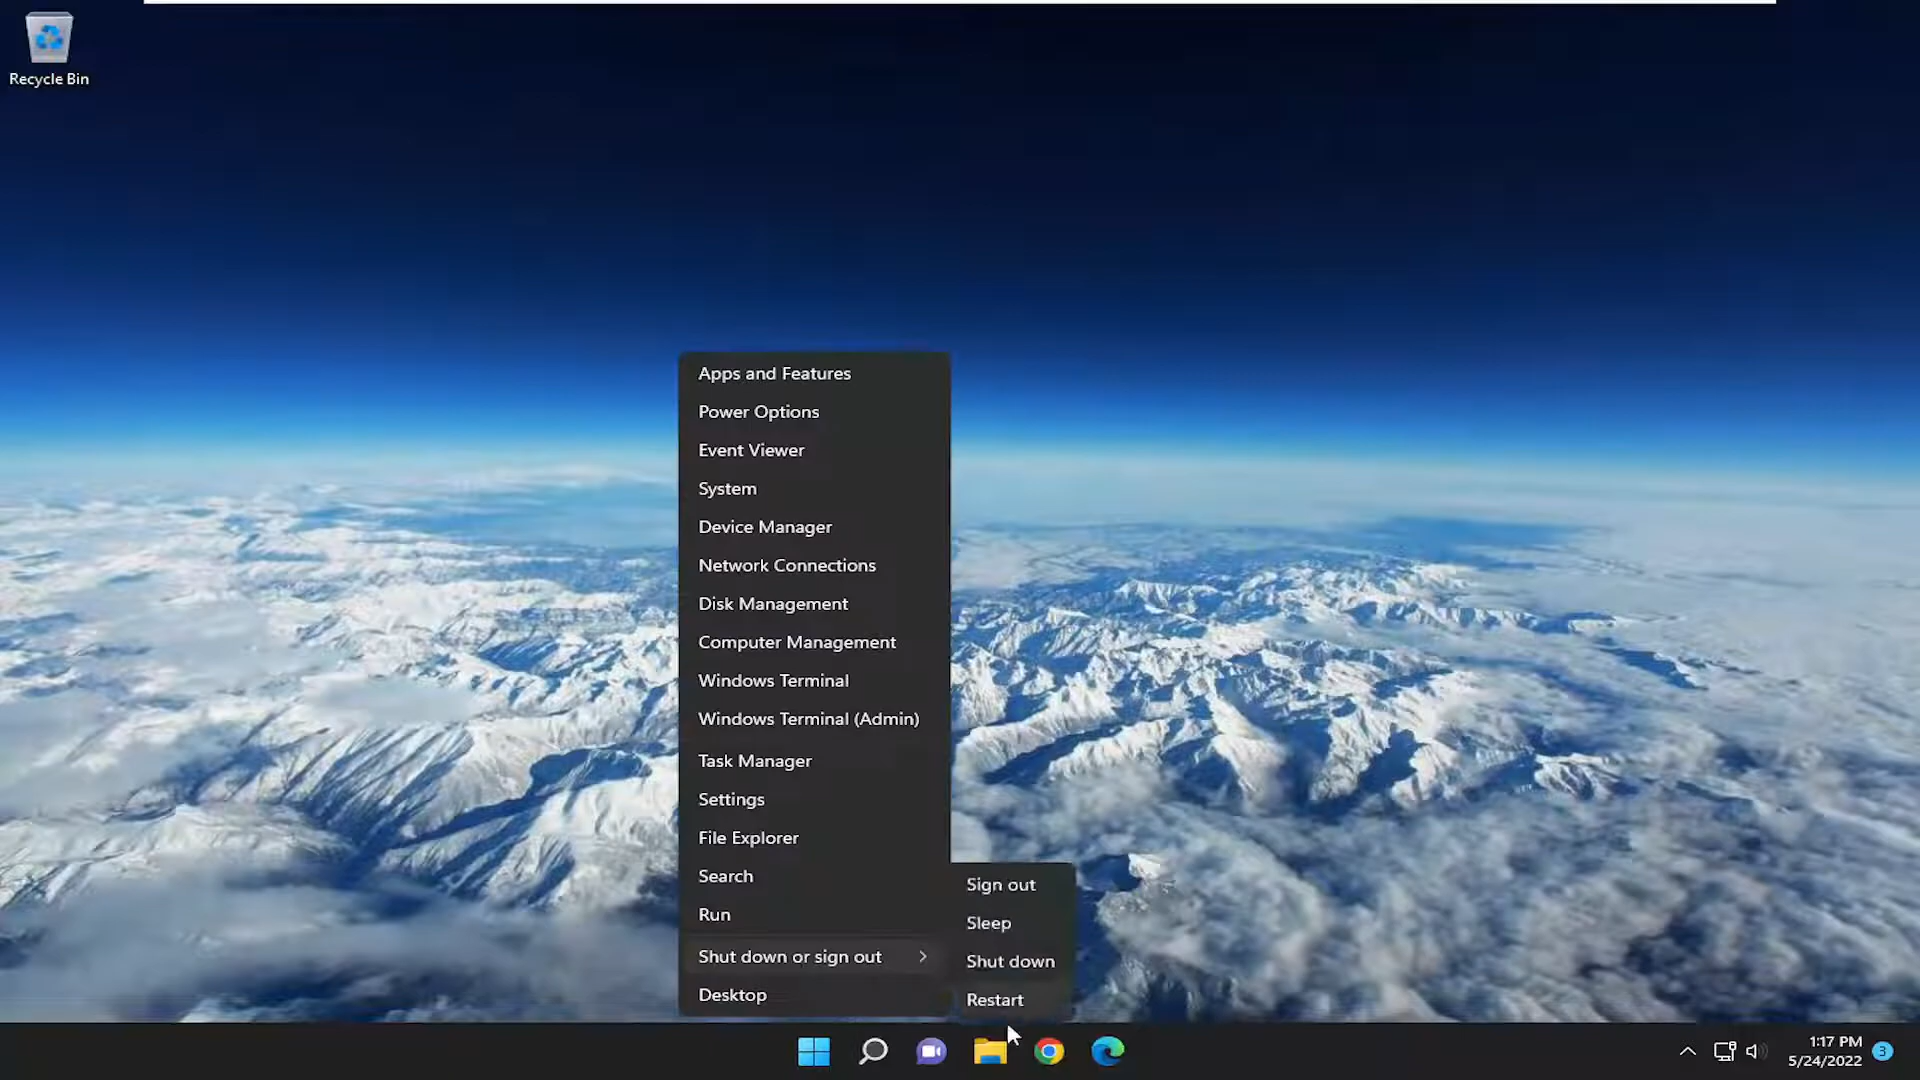 Recycle Bin
Apps and Features
Power Options
Event Viewer
System
Device Manager
Network Connections
Disk Management
Computer Management
Windows Terminal
Windows Terminal (Admin)
Task Manager
Settings
File Explorer
Search
Run
Shut down or sign out
Desktop
Sign out
Sleep
Shut down
Restart
1:17 PM
5/24/2022
3